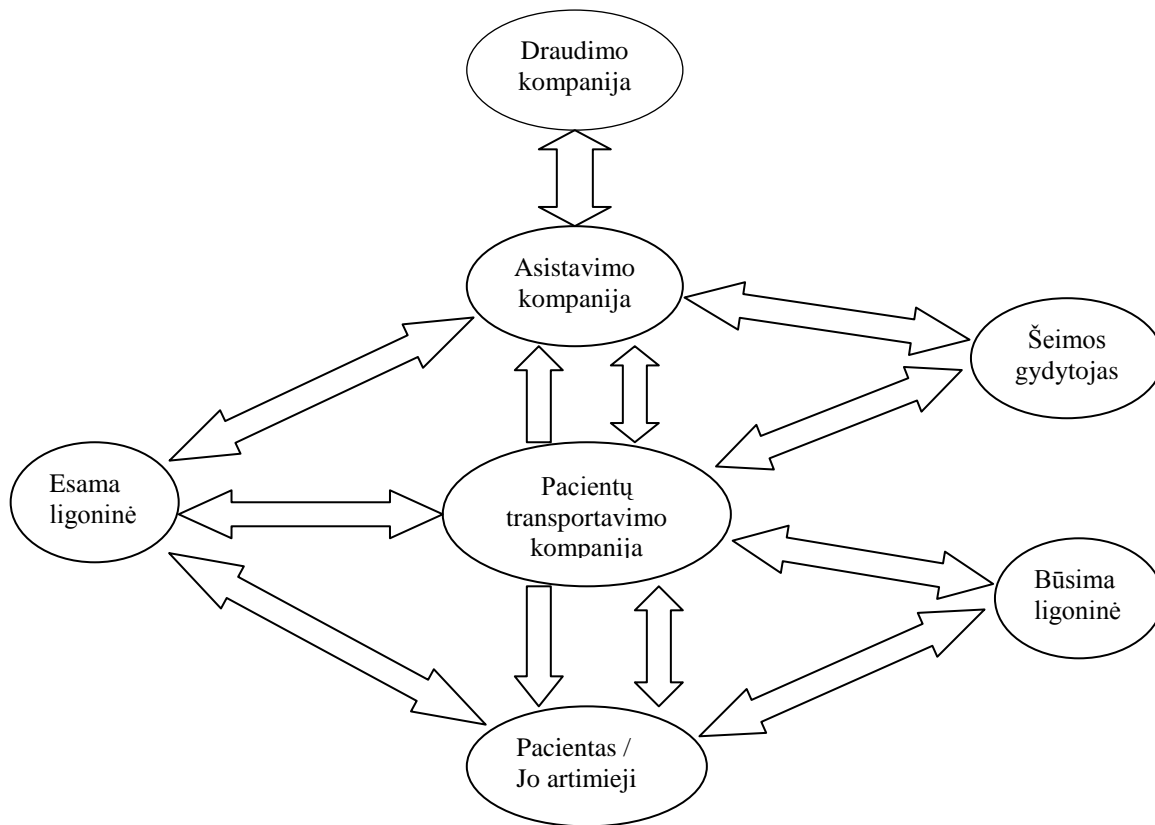 Draudimo
kompanija
Asistavimo
kompanija
Šeimos
gydytojas
Esama
ligoninė
Pacientų
transportavimo
kompanija
Būsima
ligoninė
Pacientas /
Jo artimieji